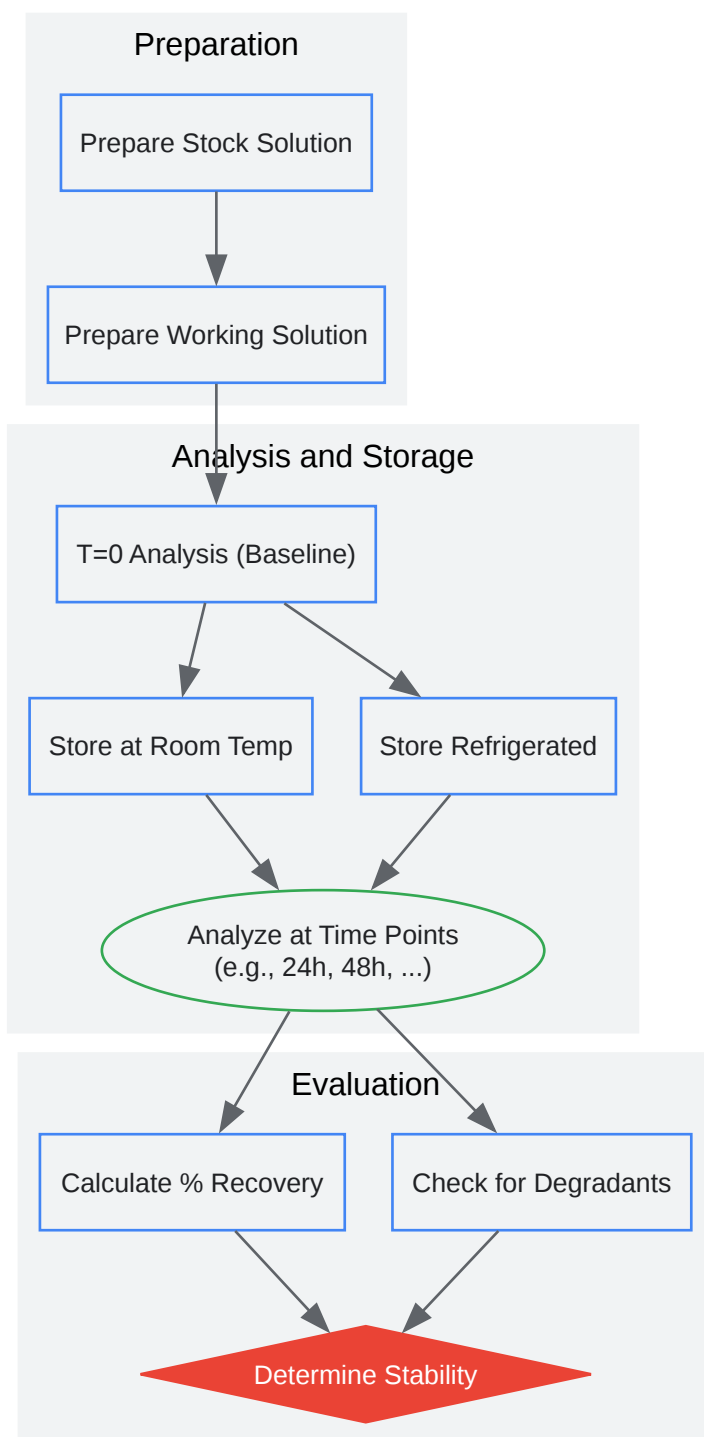 Preparation
Prepare Stock Solution
Prepare Working Solution
Analysis and Storage
T=0 Analysis (Baseline)
Store at Room Temp
Store Refrigerated
Analyze at Time Points
(e.g., 24h, 48h, ...)
Evaluation
Calculate % Recovery
Check for Degradants
Determine Stability